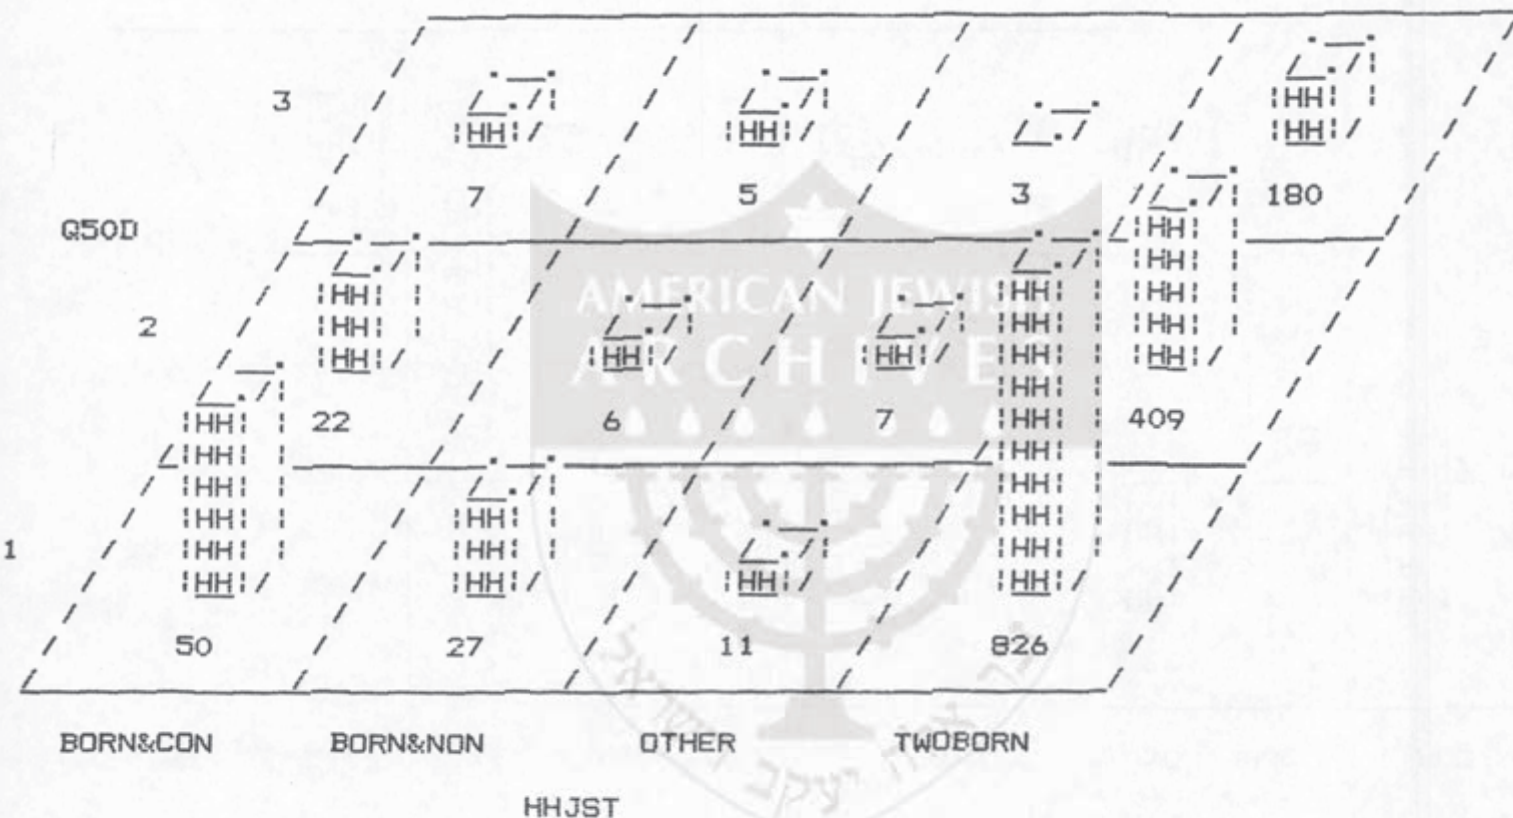 3
7 5 3 180
Q50D
2
22 6 7 409
1
50 27 11 826
BORN&CON BORN&NON OTHER TWOBORN
HHJST
AMERICAN JEWISH
ARCHIVES